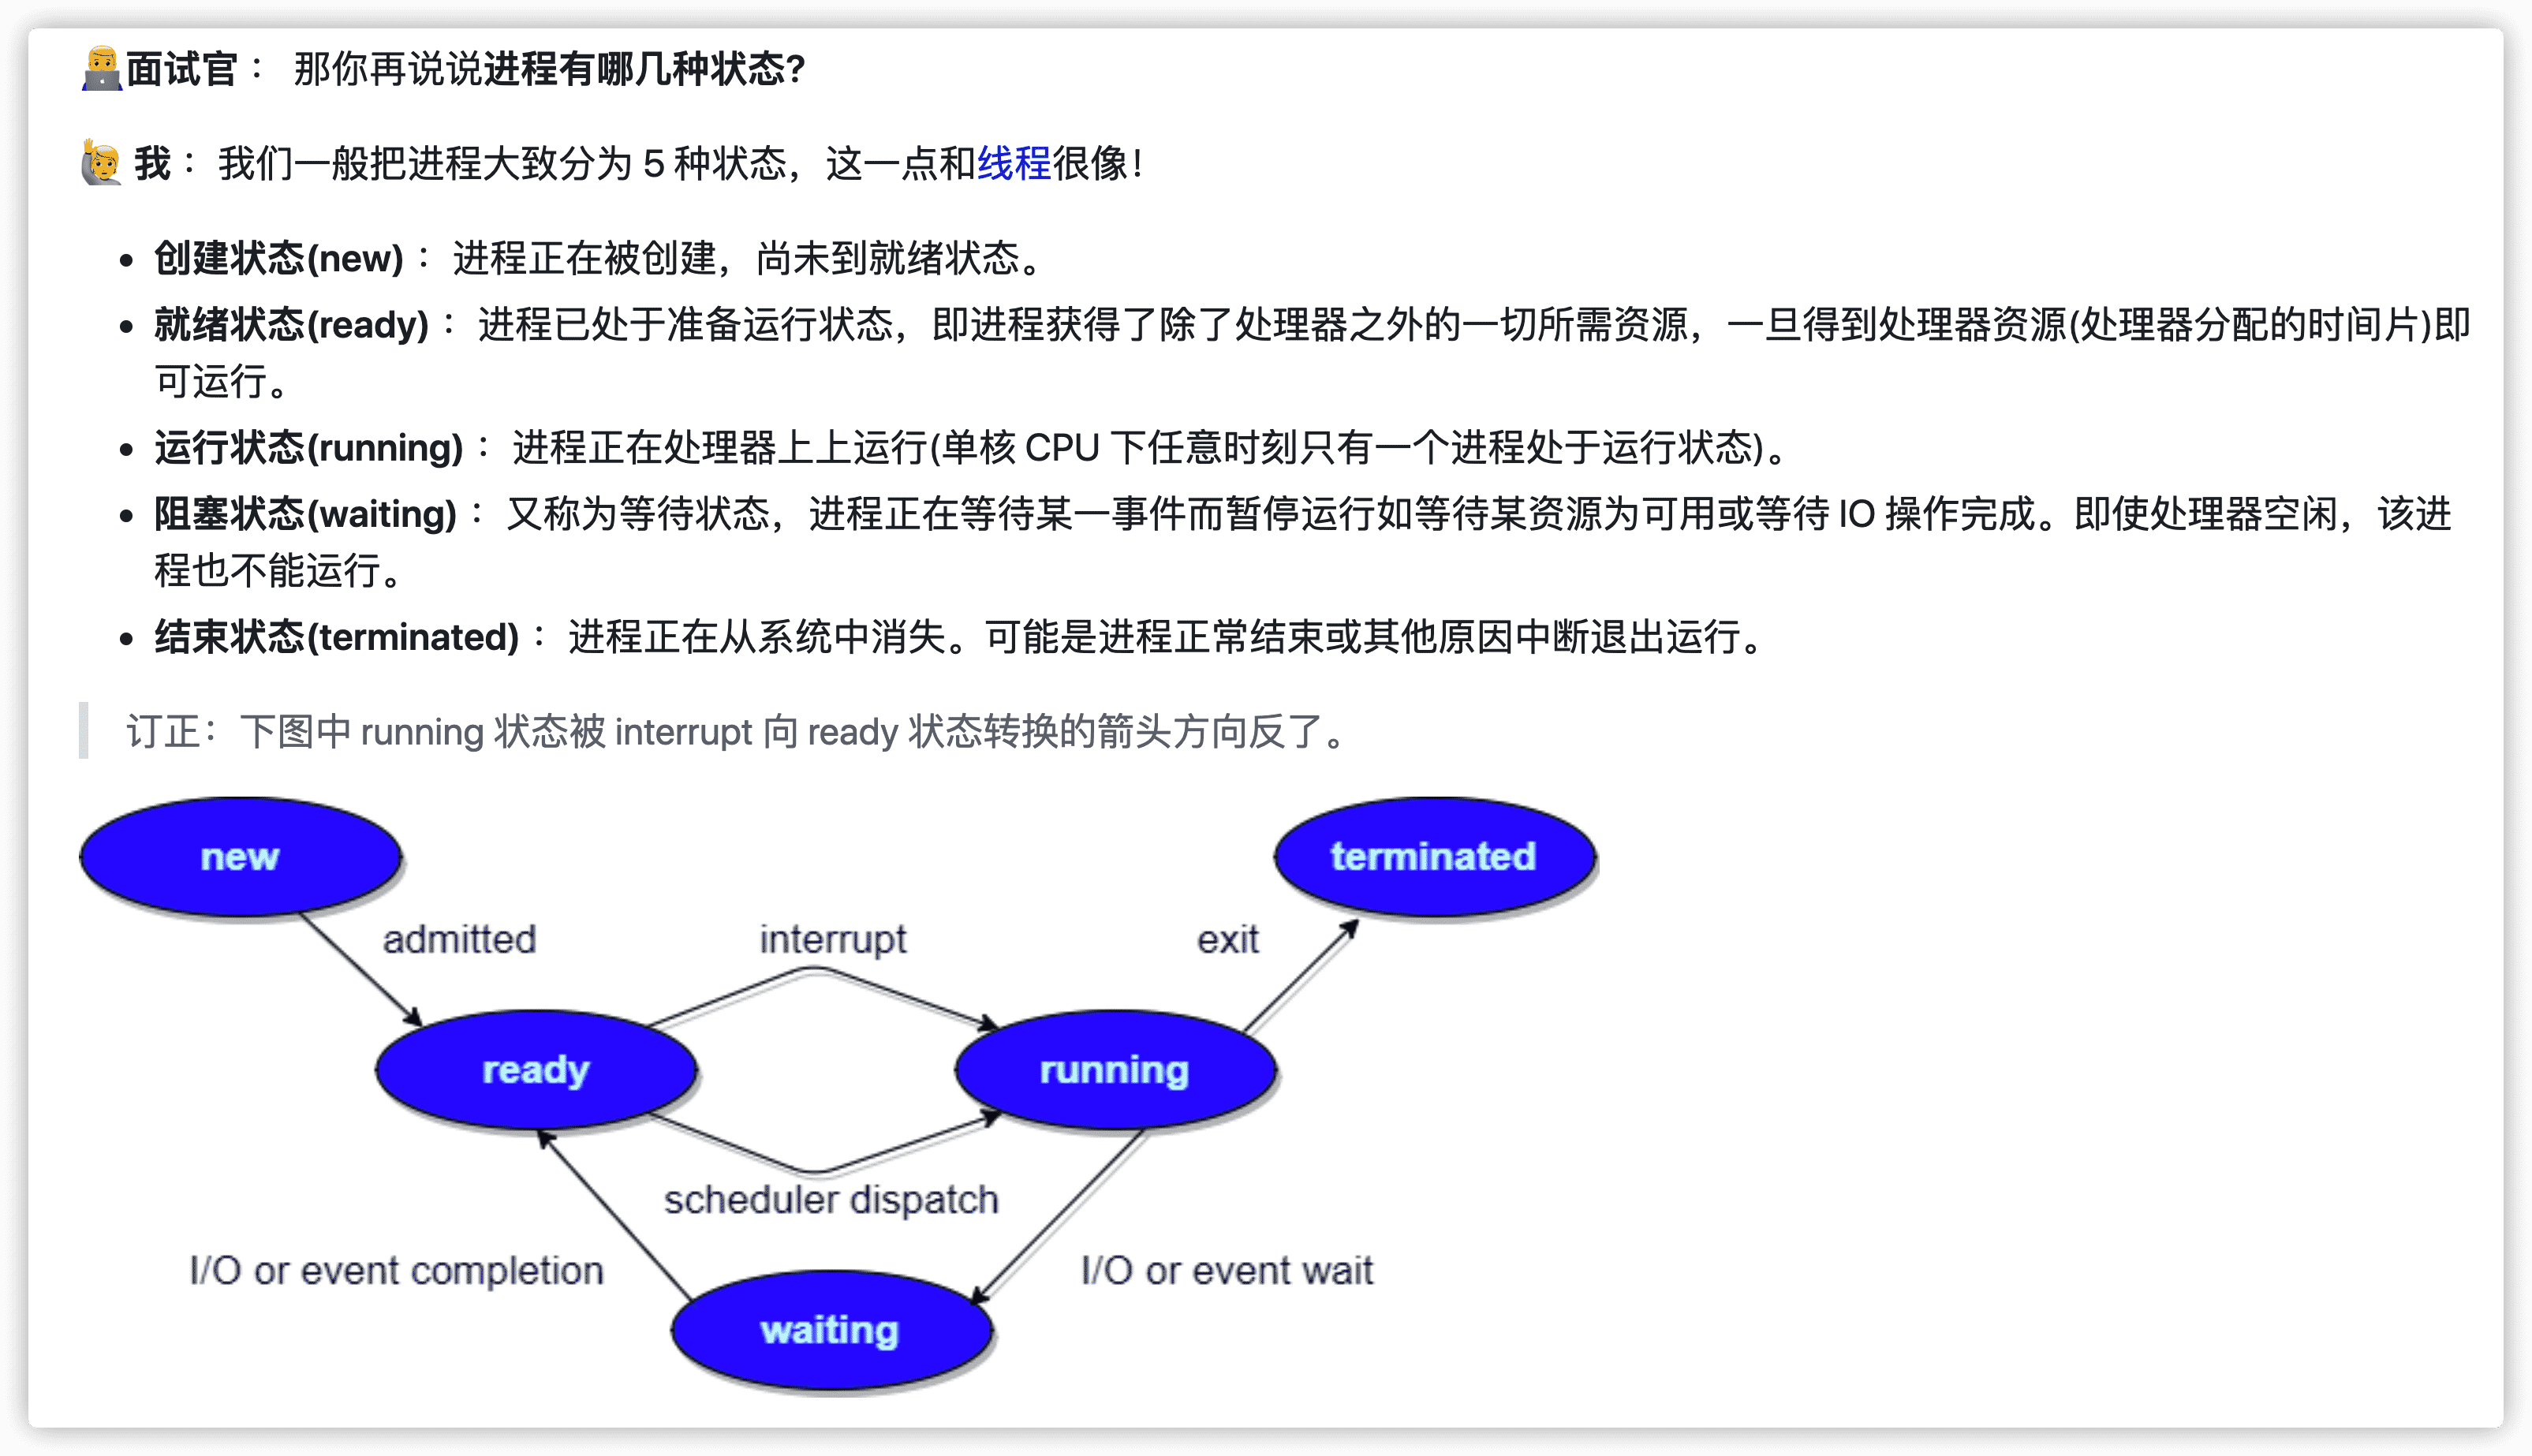 👨‍💻面试官： 那你再说说进程有哪几种状态?
🙋 我： 我们一般把进程大致分为 5 种状态，这一点和线程很像！
• 创建状态(new)： 进程正在被创建，尚未到就绪状态。
• 就绪状态(ready)： 进程已处于准备运行状态，即进程获得了除了处理器之外的一切所需资源，一旦得到处理器资源(处理器分配的时间片)即
可运行。
• 运行状态(running)： 进程正在处理器上上运行(单核 CPU 下任意时刻只有一个进程处于运行状态)。
• 阻塞状态(waiting)： 又称为等待状态，进程正在等待某一事件而暂停运行如等待某资源为可用或等待 IO 操作完成。即使处理器空闲，该进
程也不能运行。
• 结束状态(terminated)： 进程正在从系统中消失。可能是进程正常结束或其他原因中断退出运行。
订正：下图中 running 状态被 interrupt 向 ready 状态转换的箭头方向反了。
new
terminated
admitted
interrupt
exit
ready
running
scheduler dispatch
I/O or event completion
I/O or event wait
waiting